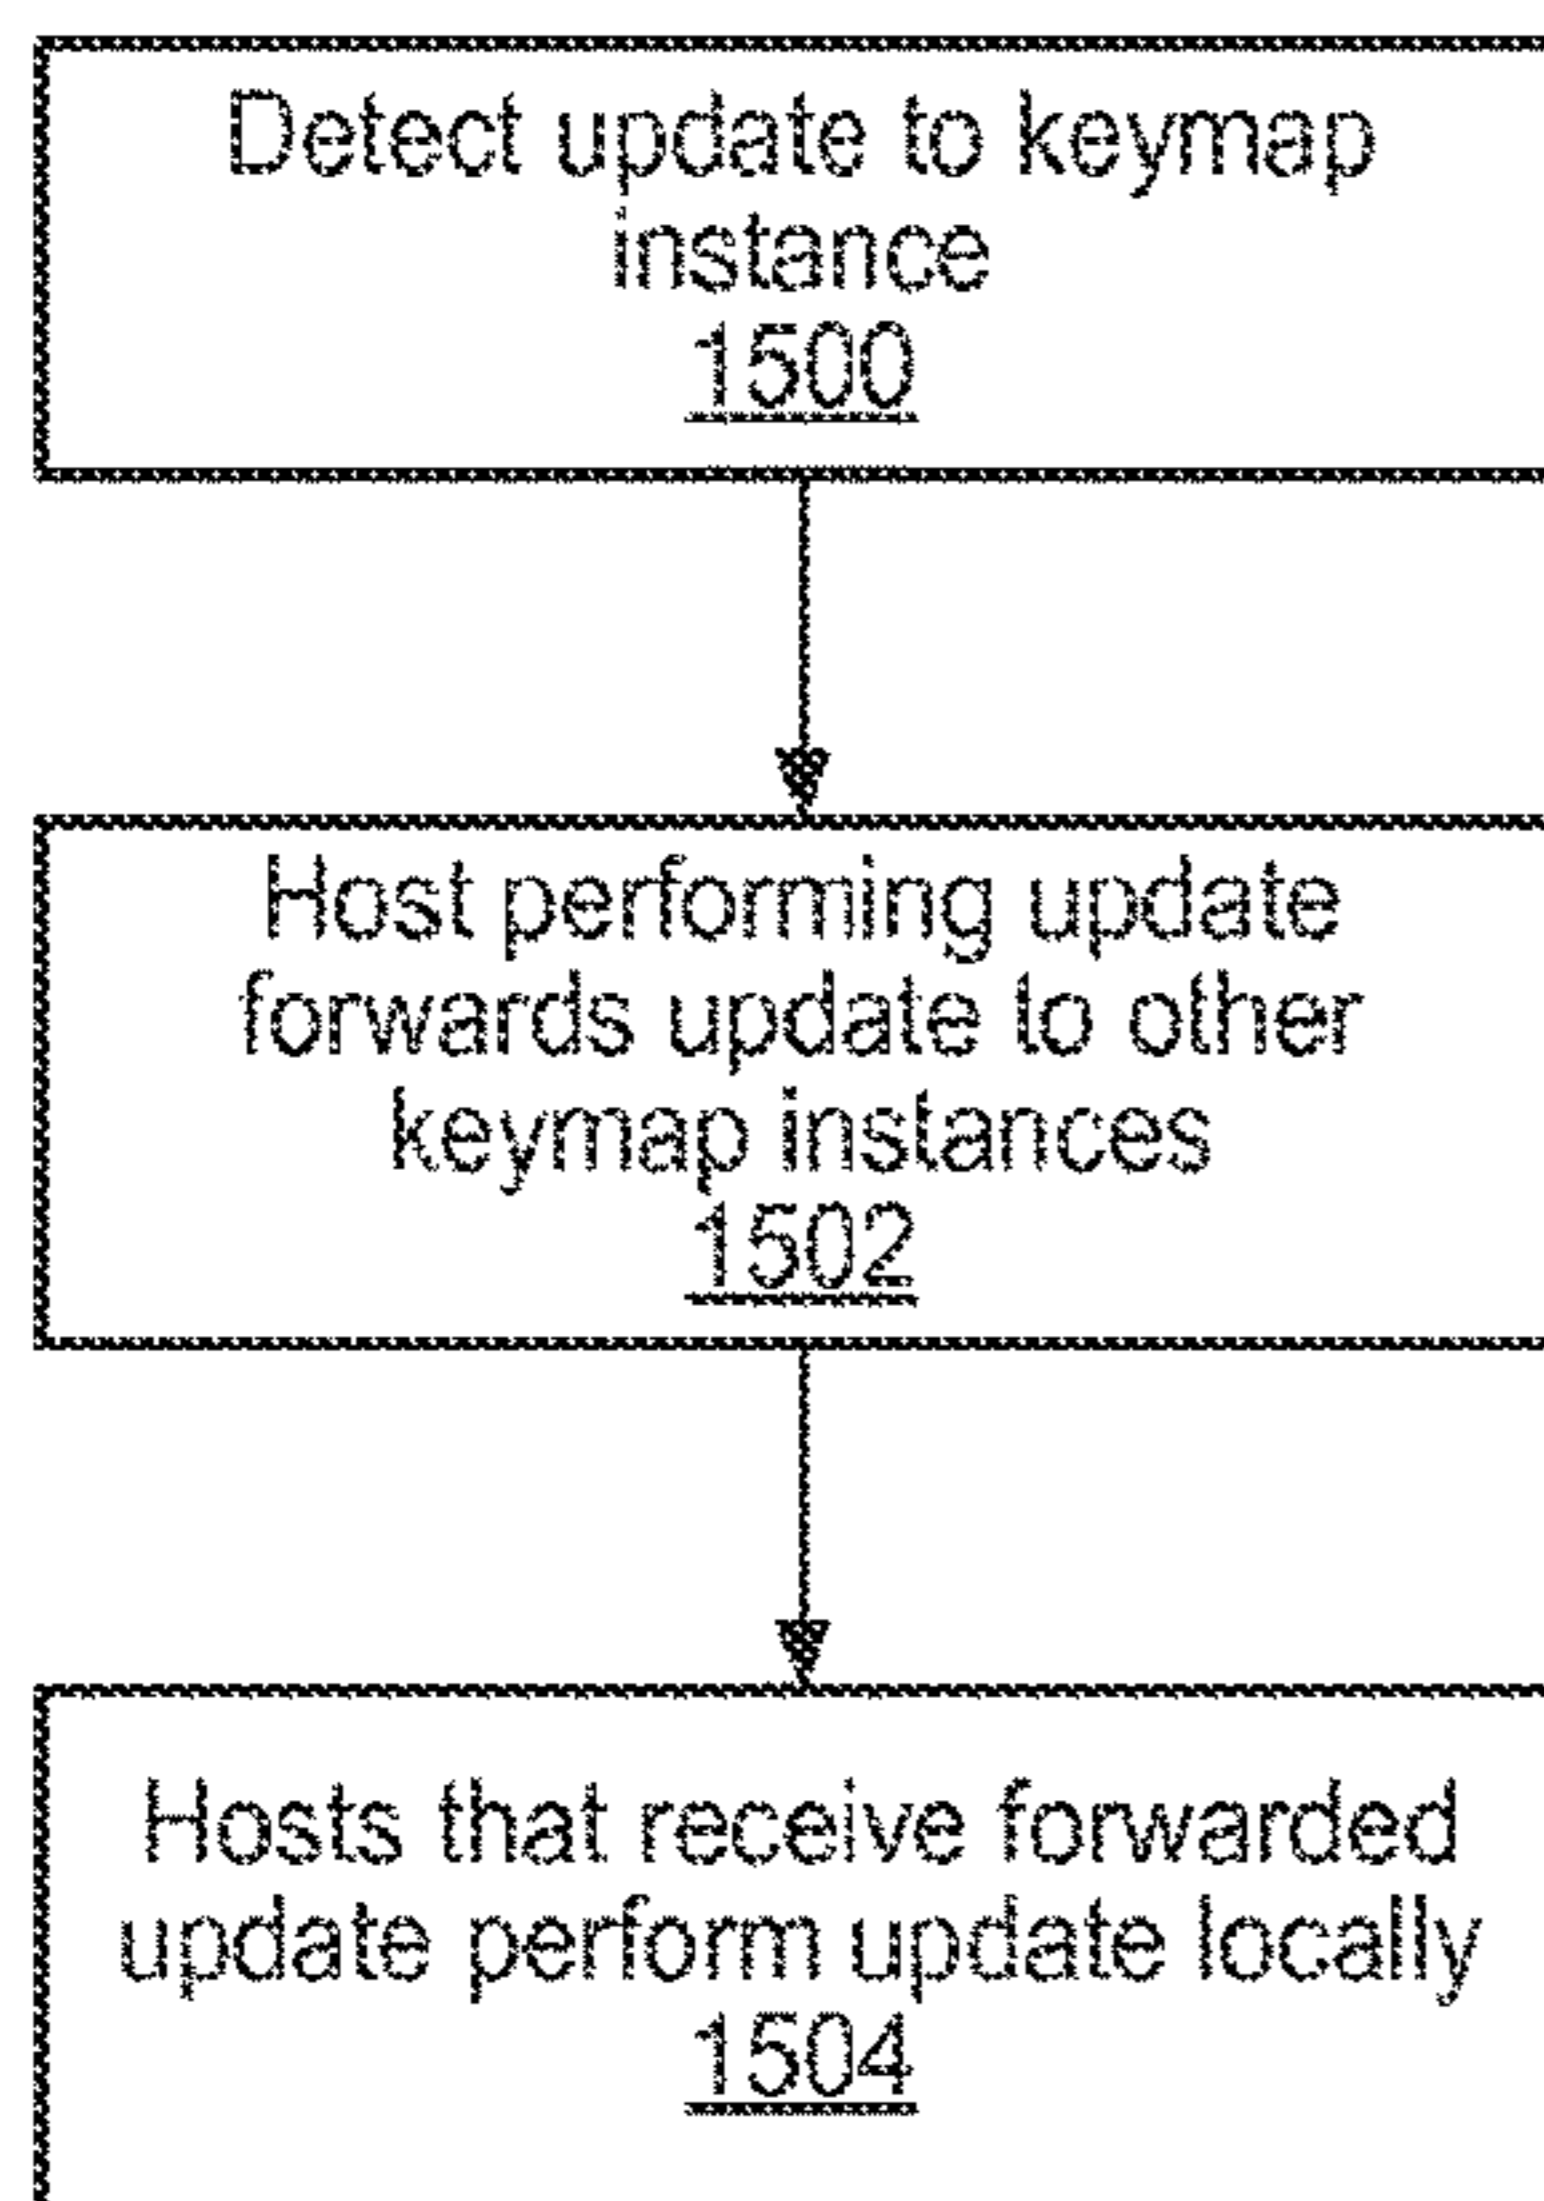 Detect update to keymap
instance
1500
Host performing update
forwards update to other
keymap instances
1502
Hosts that receive forwarded
update perform update locally
1504